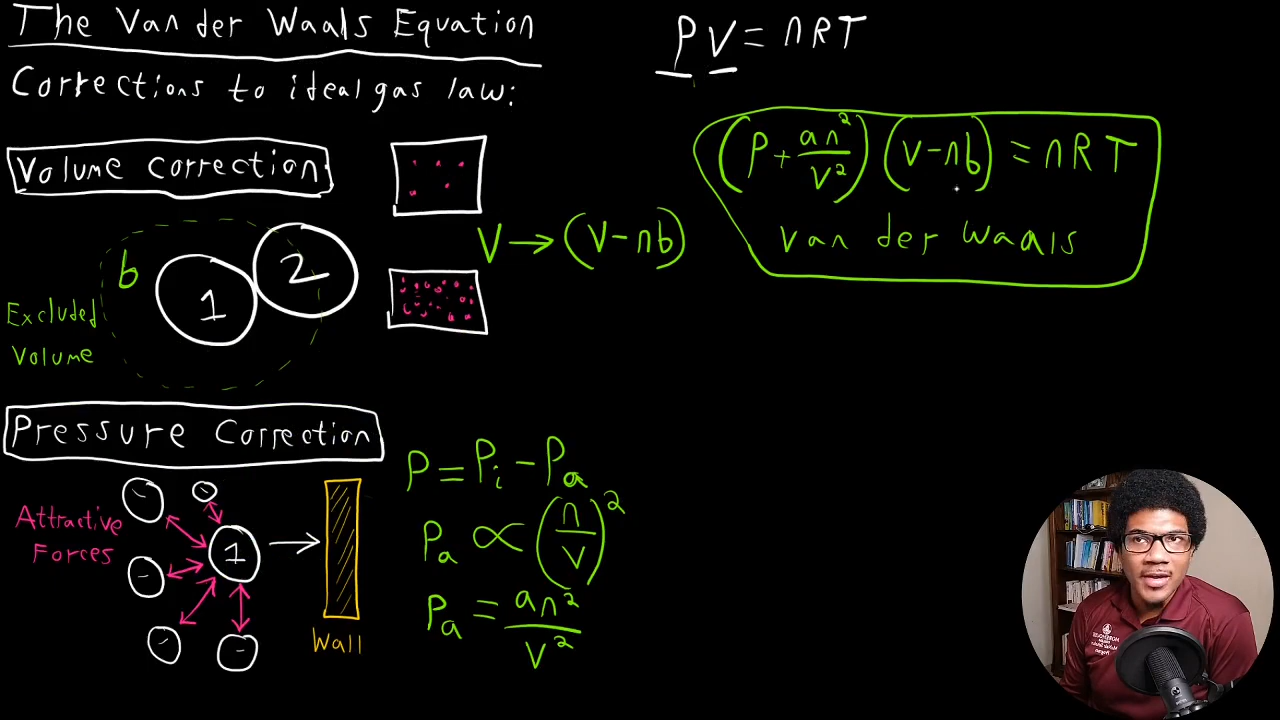 The Van der Waals Equation
Corrections to ideal gas law:
Volume correction
b
1
2
Excluded
Volume
V → (V-nb)
Pressure Correction
Attractive
Forces
1
Wall
P = Pᵢ - Pₐ
Pₐ ∝ (n/V)²
Pₐ = an²/V²
PV = nRT
(P + an²/V²)(V-nb) = nRT
van der waals
MOREHOUSE